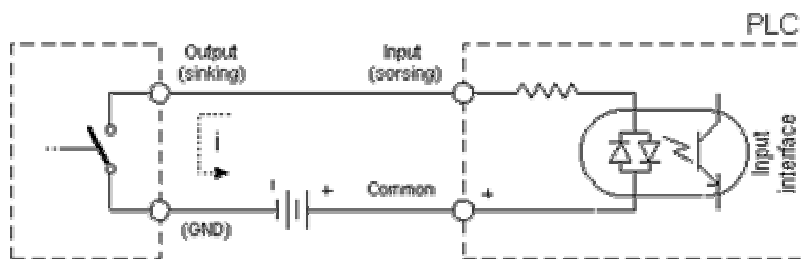 PLC
Output
(sinking)
Input
(sorsing)
i
- +
Common
+
(GND)
Input
interface